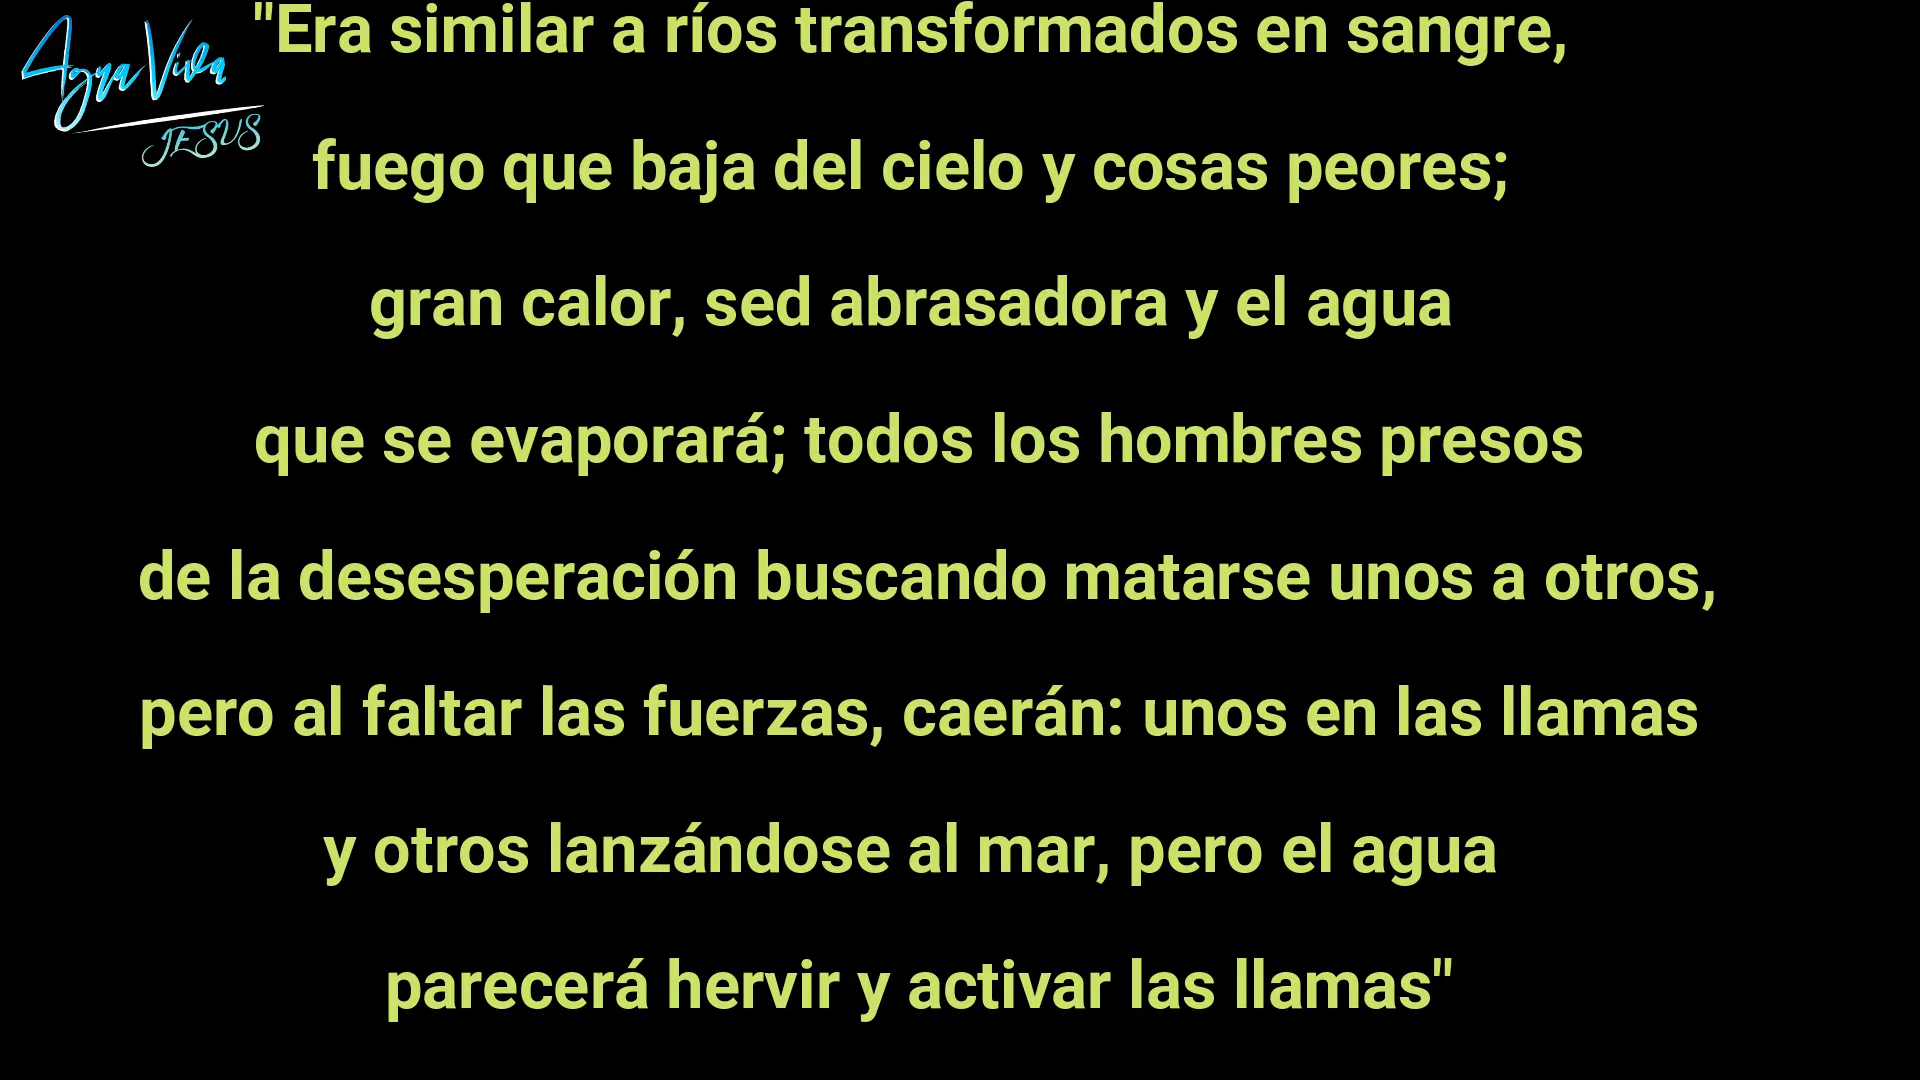 Agua Viva
JESUS
"Era similar a ríos transformados en sangre,
fuego que baja del cielo y cosas peores;
gran calor, sed abrasadora y el agua
que se evaporará; todos los hombres presos
de la desesperación buscando matarse unos a otros,
pero al faltar las fuerzas, caerán: unos en las llamas
y otros lanzándose al mar, pero el agua
parecerá hervir y activar las llamas"